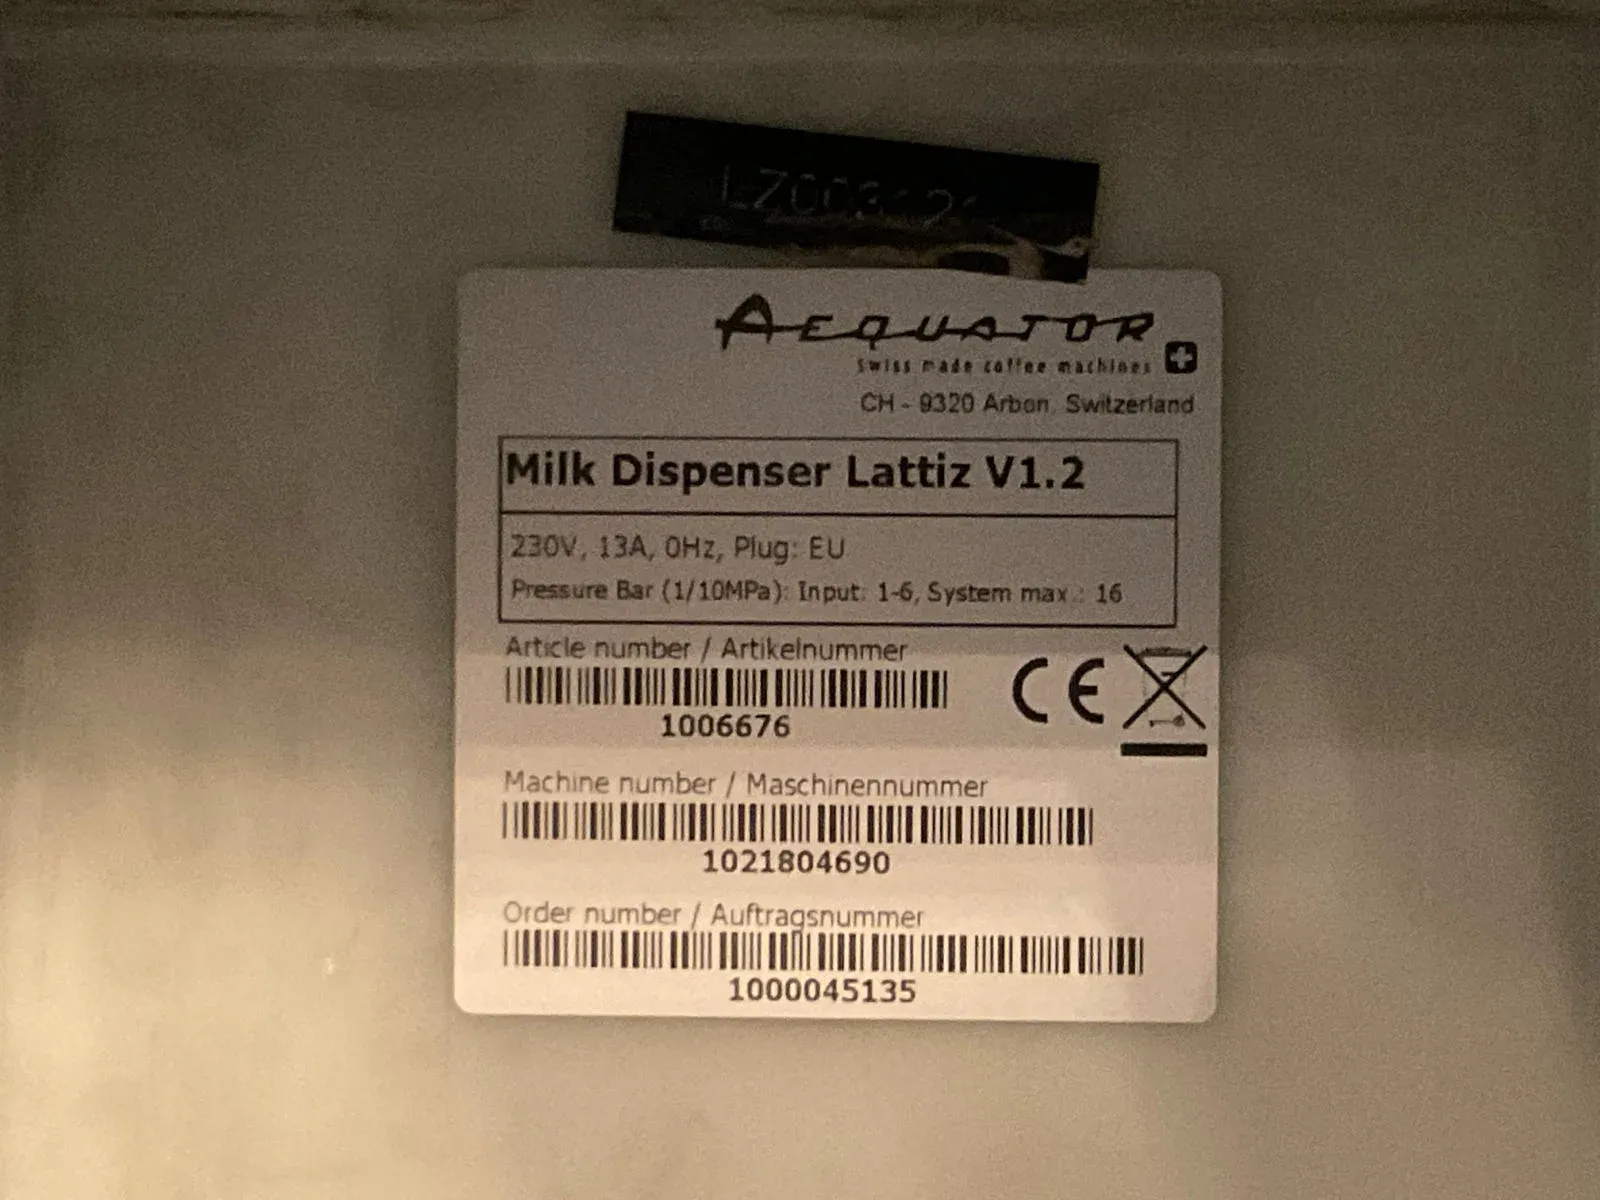 AEQUATOR
Swiss made coffee machines
CH - 9320 Arbon, Switzerland
Milk Dispenser Lattiz V1.2
230V, 13A, 0Hz, Plug: EU
Pressure Bar (1/10MPa): Input: 1-6, System max.: 16
Article number / Artikelnummer
1006676
CE
Machine number / Maschinennummer
1021804690
Order number / Auftragsnummer
1000045135